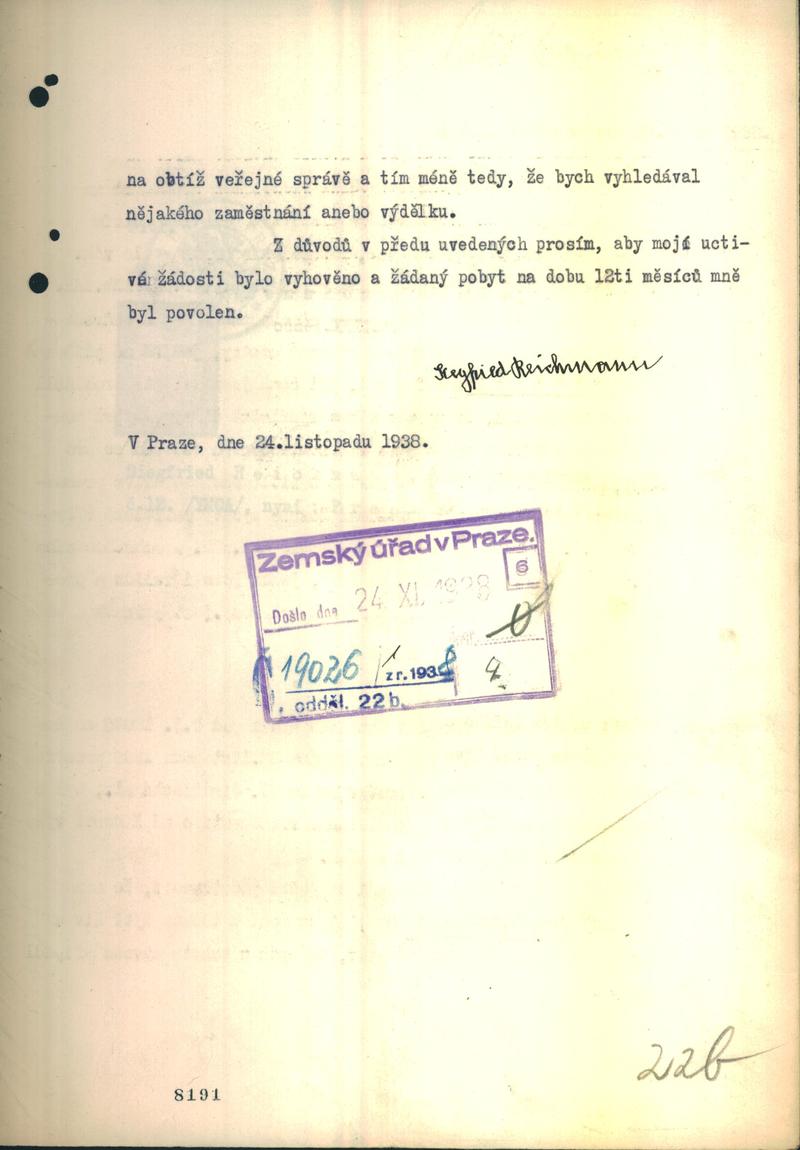 na obtíž veřejné správě a tím méně tedy, že bych vyhledával
nějakého zaměstnání anebo výdělku.
Z důvodů v předu uvedených prosím, aby mojí ucti-
vé žádosti bylo vyhověno a žádaný pobyt na dobu 12ti měsíců mně
byl povolen.
Siegfried Reichmann
V Praze, dne 24.listopadu 1938.
Zemský úřad v Praze.
6
Došlo dne 24 XI. 1938
19026 / z r. 1938
4
odděl. 22 b.
22b
8191